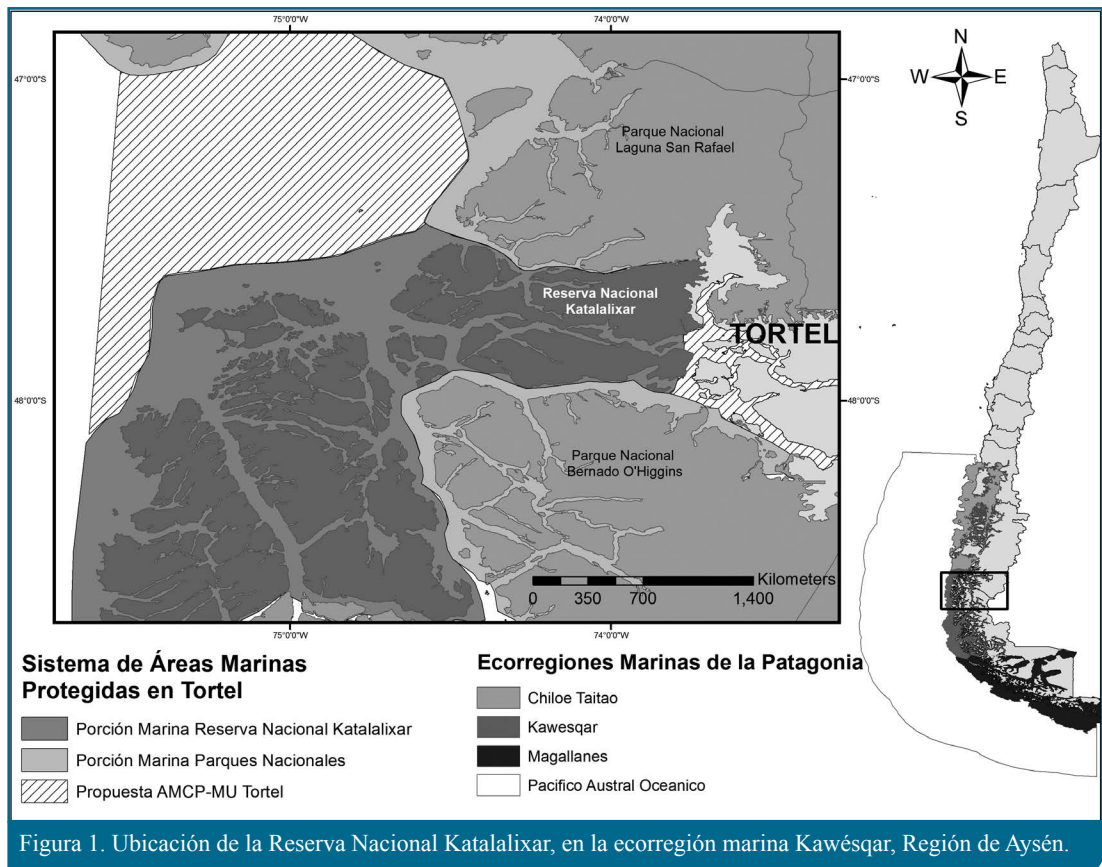 75°0'0"W
74°0'0"W
47°0'0"S
47°0'0"S
N
W
E
S
Parque Nacional
Laguna San Rafael
Reserva Nacional
Katalalixar
TORTEL
48°0'0"S
48°0'0"S
Parque Nacional
Bernado O'Higgins
Kilometers
0 350 700 1,400
75°0'0"W
74°0'0"W
Sistema de Áreas Marinas
Protegidas en Tortel
Porción Marina Reserva Nacional Katalalixar
Porción Marina Parques Nacionales
Propuesta AMCP-MU Tortel
Ecorregiones Marinas de la Patagonia
Chiloe Taitao
Kawesqar
Magallanes
Pacifico Austral Oceanico
Figura 1. Ubicación de la Reserva Nacional Katalalixar, en la ecorregión marina Kawésqar, Región de Aysén.